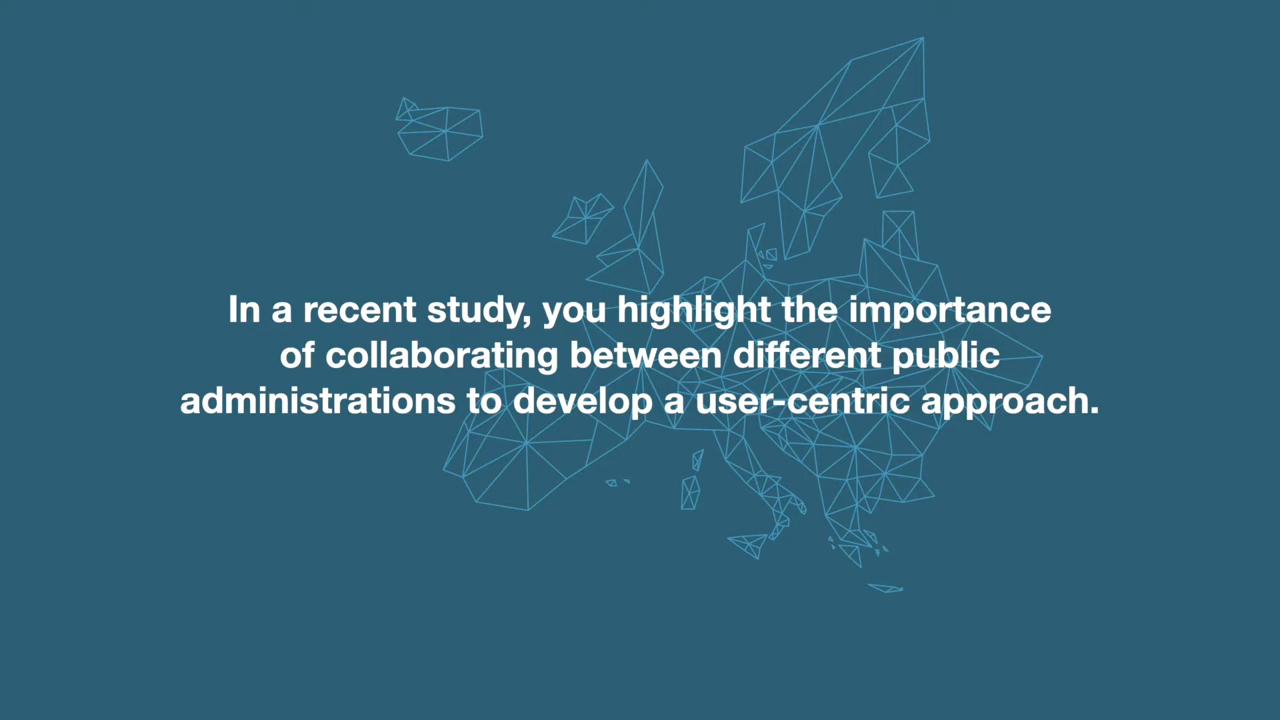 In a recent study, you highlight the importance
of collaborating between different public
administrations to develop a user-centric approach.